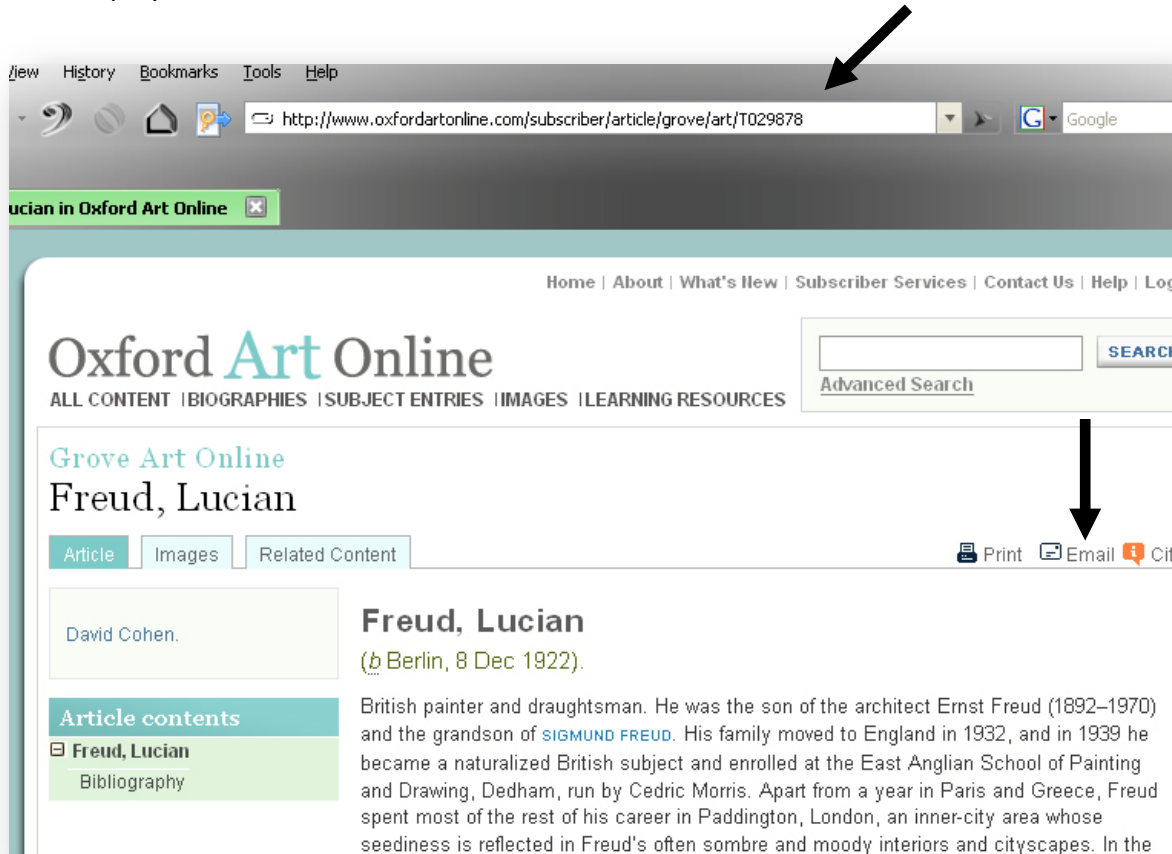 View History Bookmarks Tools Help
http://www.oxfordartonline.com/subscriber/article/grove/art/T029878
G Google
ucian in Oxford Art Online
Home | About | What's New | Subscriber Services | Contact Us | Help | Log
Oxford Art Online
SEARCH
Advanced Search
ALL CONTENT | BIOGRAPHIES | SUBJECT ENTRIES | IMAGES | LEARNING RESOURCES
Grove Art Online
Freud, Lucian
Article Images Related Content
Print Email Cit
David Cohen.
Freud, Lucian
(b Berlin, 8 Dec 1922).
Article contents
Freud, Lucian
Bibliography
British painter and draughtsman. He was the son of the architect Ernst Freud (1892–1970)
and the grandson of SIGMUND FREUD. His family moved to England in 1932, and in 1939 he
became a naturalized British subject and enrolled at the East Anglian School of Painting
and Drawing, Dedham, run by Cedric Morris. Apart from a year in Paris and Greece, Freud
spent most of the rest of his career in Paddington, London, an inner-city area whose
seediness is reflected in Freud's often sombre and moody interiors and cityscapes. In the